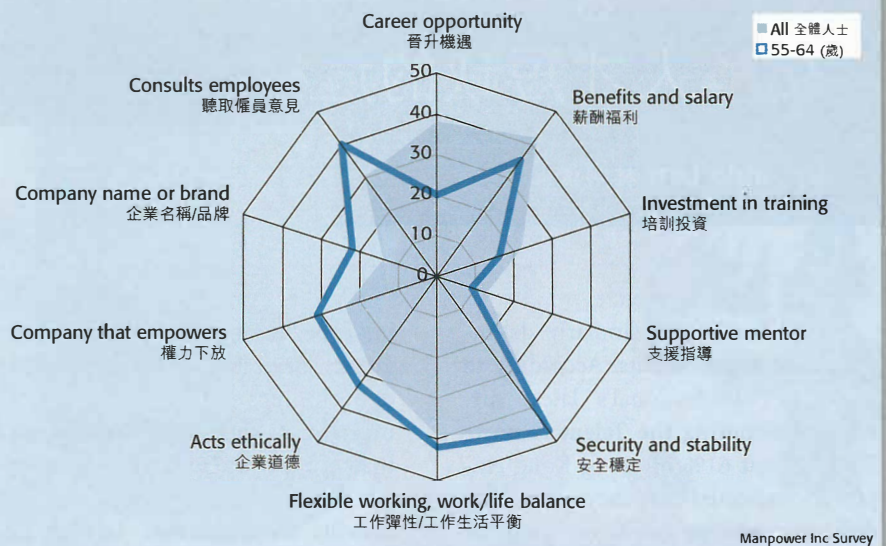 Career opportunity
晉升機遇
All 全體人士
55-64 (歲)
50
40
30
20
10
0
Consults employees
聽取僱員意見
Benefits and salary
薪酬福利
Company name or brand
企業名稱/品牌
Investment in training
培訓投資
Company that empowers
權力下放
Supportive mentor
支援指導
Acts ethically
企業道德
Security and stability
安全穩定
Flexible working, work/life balance
工作彈性/工作生活平衡
Manpower Inc Survey